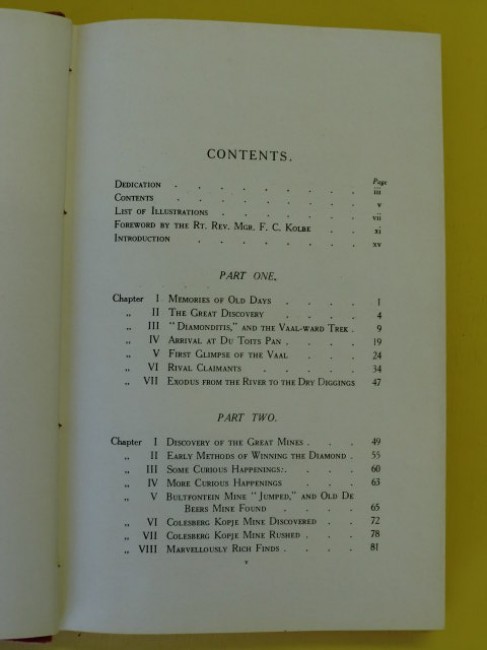 CONTENTS.
Page
DEDICATION . . . . . . . . . iii
CONTENTS . . . . . . . . . v
LIST OF ILLUSTRATIONS . . . . . . vii
FOREWORD BY THE RT. REV. MGR. F. C. KOLBE . . xi
INTRODUCTION . . . . . . . xv
PART ONE.
Chapter I MEMORIES OF OLD DAYS . . . . 1
„ II THE GREAT DISCOVERY . . . . 4
„ III "DIAMONDITIS," AND THE VAAL-WARD TREK . 9
„ IV ARRIVAL AT DU TOITS PAN . . . . 19
„ V FIRST GLIMPSE OF THE VAAL . . . 24
„ VI RIVAL CLAIMANTS . . . . 34
„ VII EXODUS FROM THE RIVER TO THE DRY DIGGINGS 47
PART TWO.
Chapter I DISCOVERY OF THE GREAT MINES . . . 49
„ II EARLY METHODS OF WINNING THE DIAMOND . 55
„ III SOME CURIOUS HAPPENINGS: . . . . 60
„ IV MORE CURIOUS HAPPENINGS . . . 63
„ V BULTFONTEIN MINE "JUMPED," AND OLD DE
BEERS MINE FOUND . . . . 65
„ VI COLESBERG KOPJE MINE DISCOVERED . . 72
„ VII COLESBERG KOPJE MINE RUSHED . . 78
„ VIII MARVELLOUSLY RICH FINDS . . . . 81
v